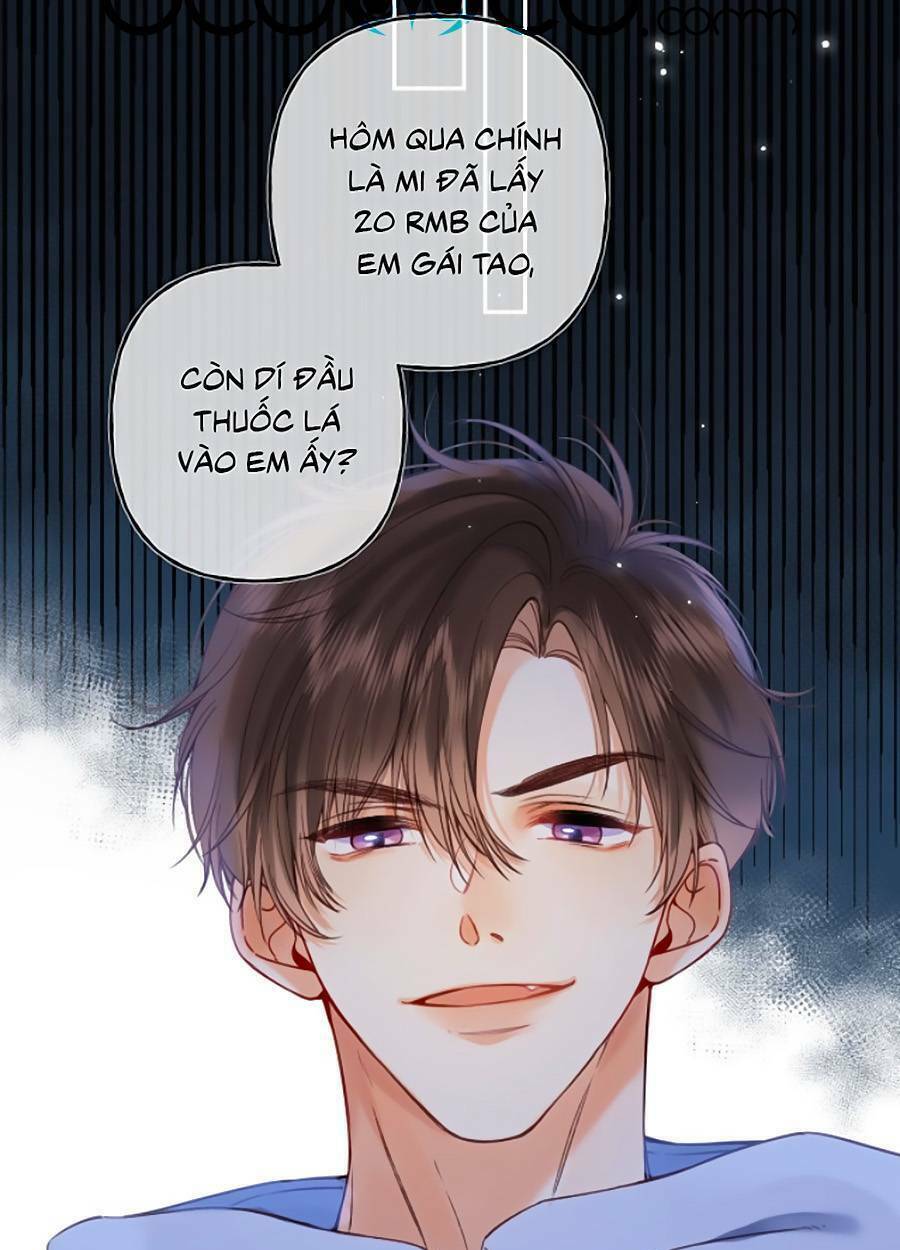 HÔM QUA CHÍNH
LÀ MI ĐÃ LẤY
20 RMB CỦA
EM GÁI TAO,
CÒN DÍ ĐẦU
THUỐC LÁ
VÀO EM ẤY?